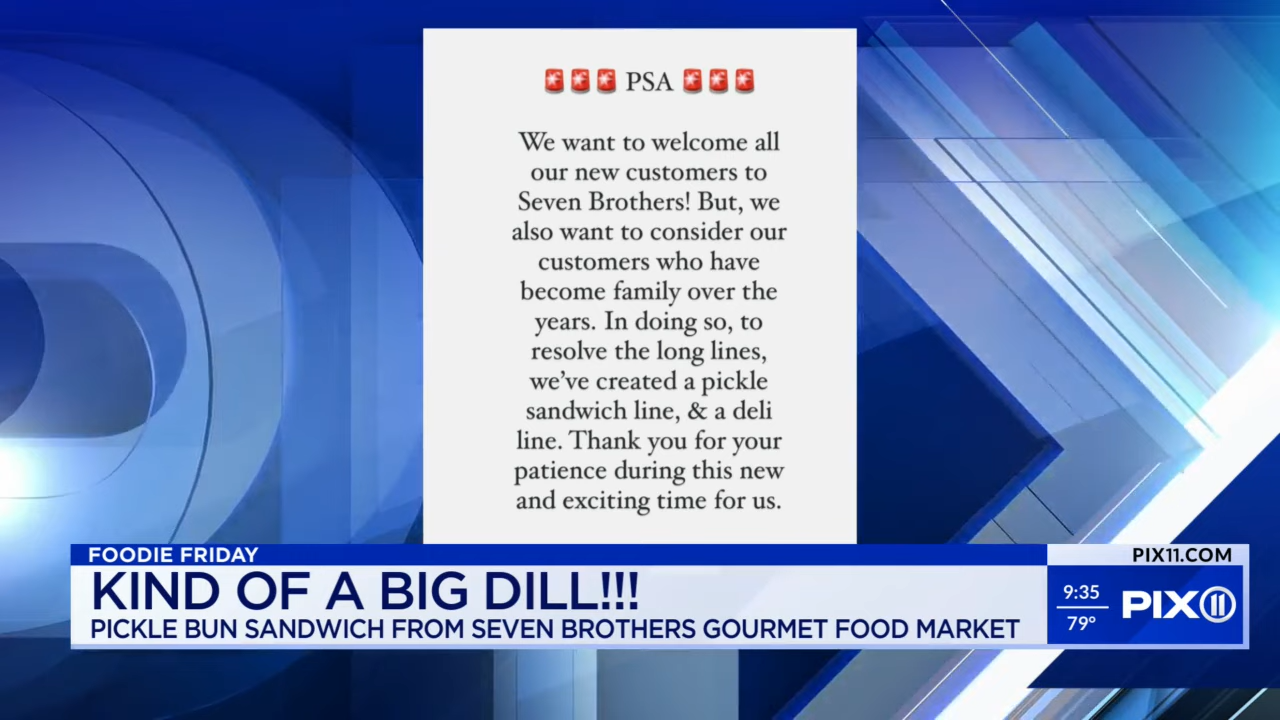 🚨🚨🚨 PSA 🚨🚨🚨
We want to welcome all
our new customers to
Seven Brothers! But, we
also want to consider our
customers who have
become family over the
years. In doing so, to
resolve the long lines,
we've created a pickle
sandwich line, & a deli
line. Thank you for your
patience during this new
and exciting time for us.
FOODIE FRIDAY
KIND OF A BIG DILL!!!
PICKLE BUN SANDWICH FROM SEVEN BROTHERS GOURMET FOOD MARKET
PIX11.COM
9:35
79°
PIX11